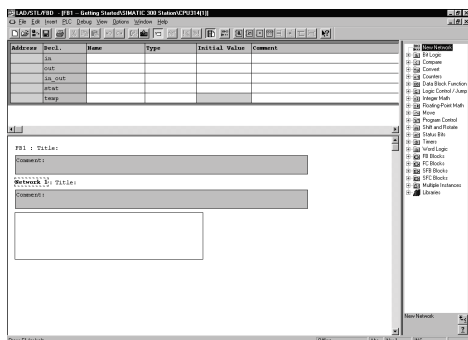 LAD/STL/FBD - [FB1 -- Getting Started\SIMATIC 300 Station\CPU314(1)]
File Edit Insert PLC Debug View Options Window Help
Address Decl. Name Type Initial Value Comment
in
out
in_out
stat
temp
FB1 : Title:
Comment:
Network 1: Title:
Comment:
New Network
Bit Logic
Compare
Convert
Counters
Data Block Function
Logic Control / Jump
Integer Math
Floating-Point Math
Move
Program Control
Shift and Rotate
Status Bits
Timers
Word Logic
FB Blocks
FC Blocks
SFB Blocks
SFC Blocks
Multiple Instances
Libraries
New Network